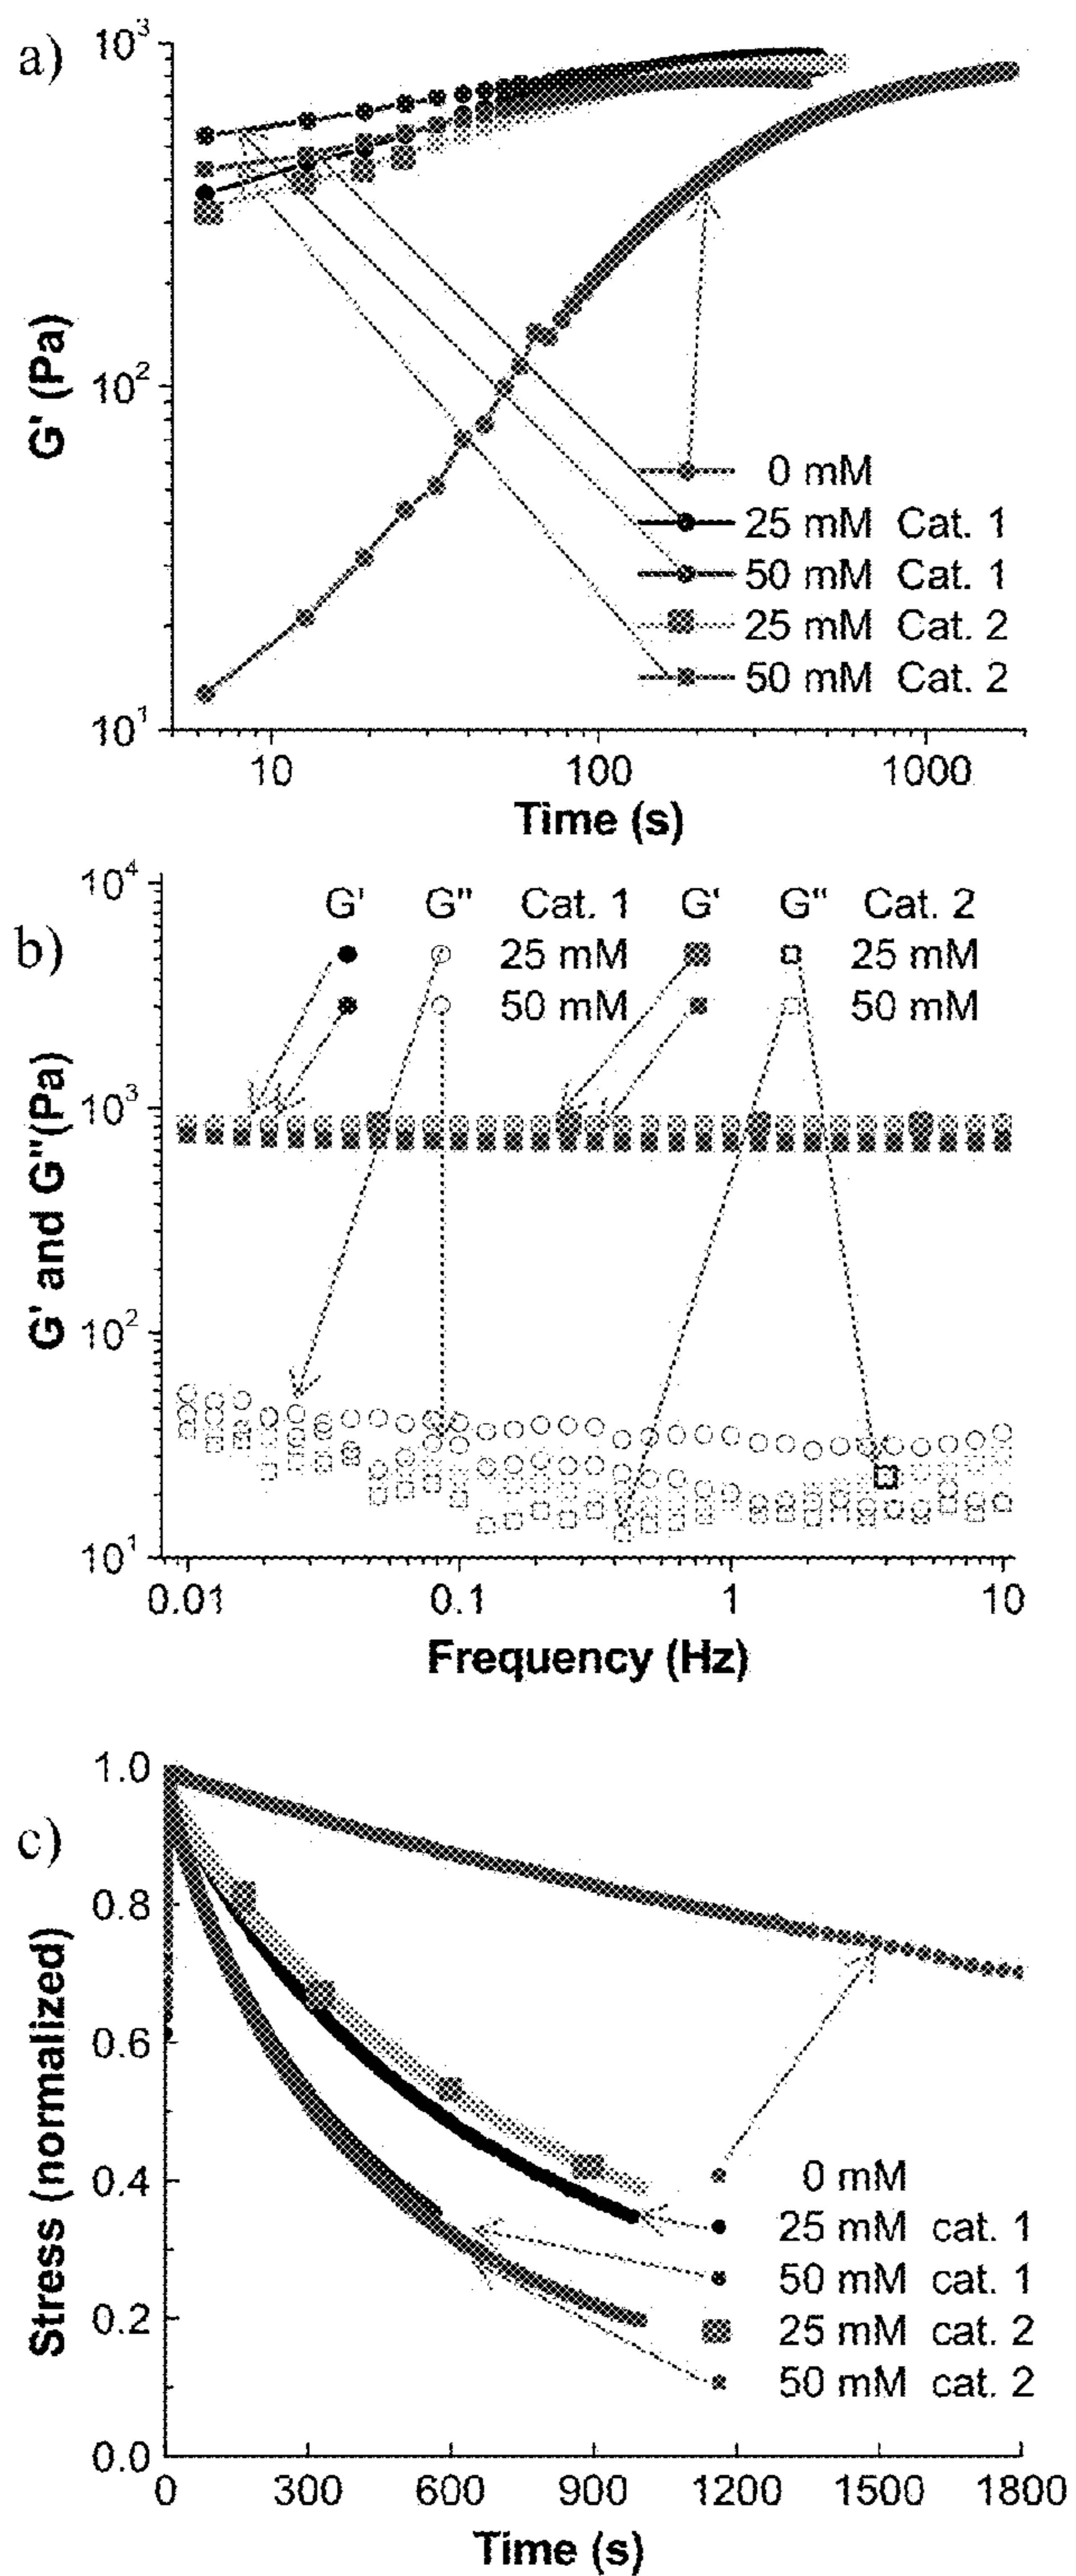 a)
10³
10²
10¹
G' (Pa)
0 mM
25 mM Cat. 1
50 mM Cat. 1
25 mM Cat. 2
50 mM Cat. 2
10 100 1000
Time (s)
b)
10⁴
10³
10²
10¹
G' and G"(Pa)
G' G" Cat. 1 G' G" Cat. 2
25 mM 25 mM
50 mM 50 mM
0.01 0.1 1 10
Frequency (Hz)
c)
1.0
0.8
0.6
0.4
0.2
0.0
Stress (normalized)
0 mM
25 mM cat. 1
50 mM cat. 1
25 mM cat. 2
50 mM cat. 2
0 300 600 900 1200 1500 1800
Time (s)